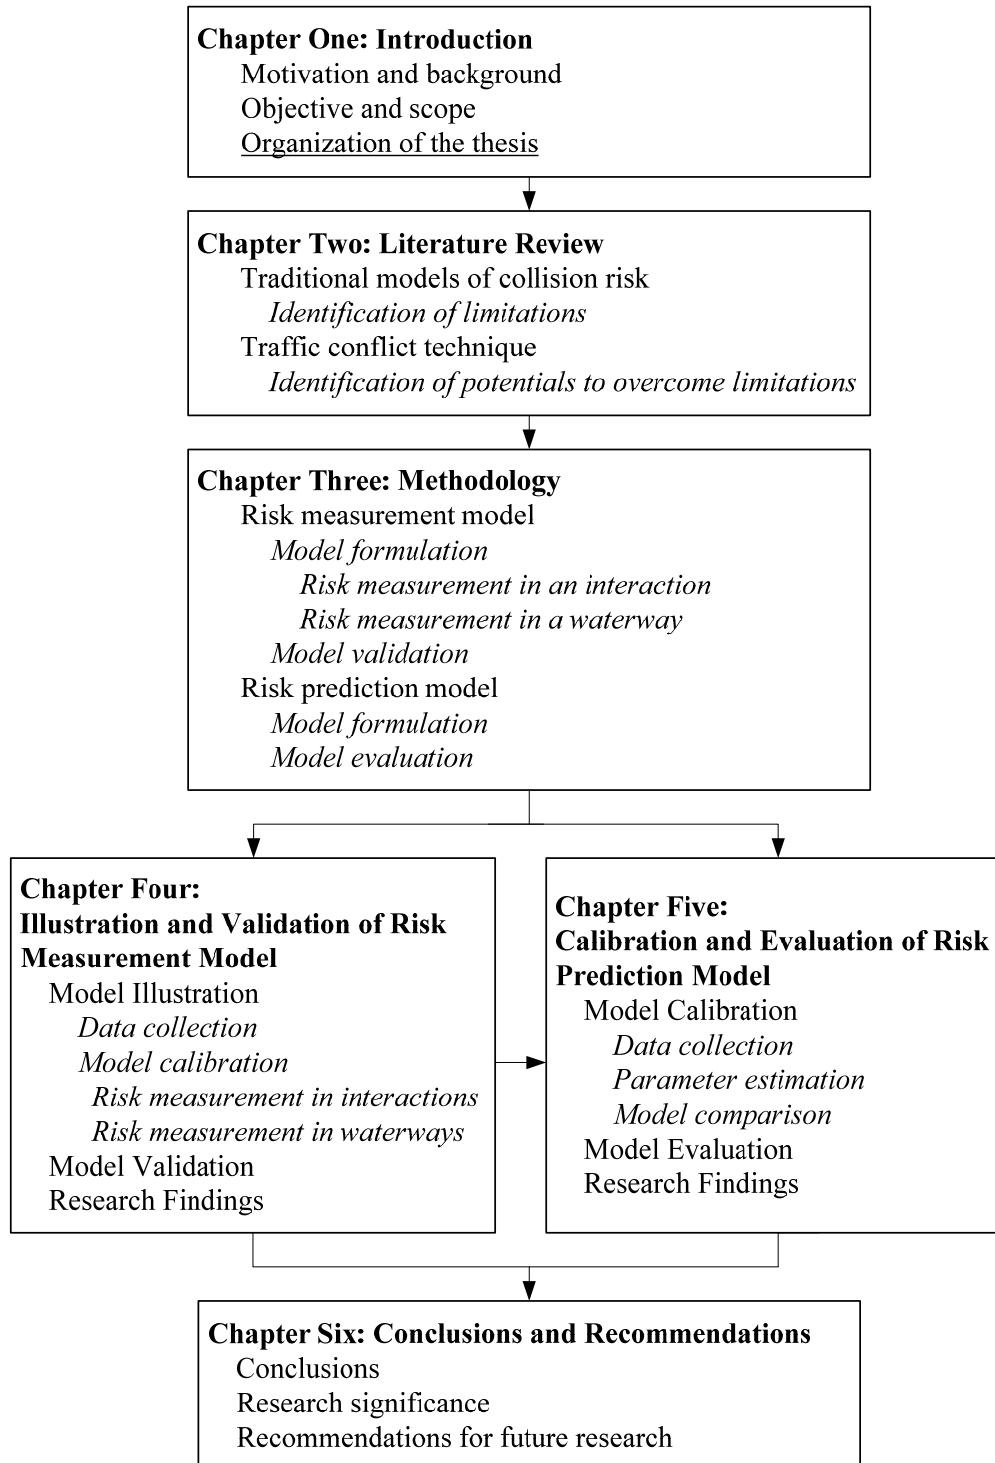 Chapter One: Introduction
Motivation and background
Objective and scope
Organization of the thesis
Chapter Two: Literature Review
Traditional models of collision risk
Identification of limitations
Traffic conflict technique
Identification of potentials to overcome limitations
Chapter Three: Methodology
Risk measurement model
Model formulation
Risk measurement in an interaction
Risk measurement in a waterway
Model validation
Risk prediction model
Model formulation
Model evaluation
Chapter Four:
Illustration and Validation of Risk
Measurement Model
Model Illustration
Data collection
Model calibration
Risk measurement in interactions
Risk measurement in waterways
Model Validation
Research Findings
Chapter Five:
Calibration and Evaluation of Risk
Prediction Model
Model Calibration
Data collection
Parameter estimation
Model comparison
Model Evaluation
Research Findings
Chapter Six: Conclusions and Recommendations
Conclusions
Research significance
Recommendations for future research